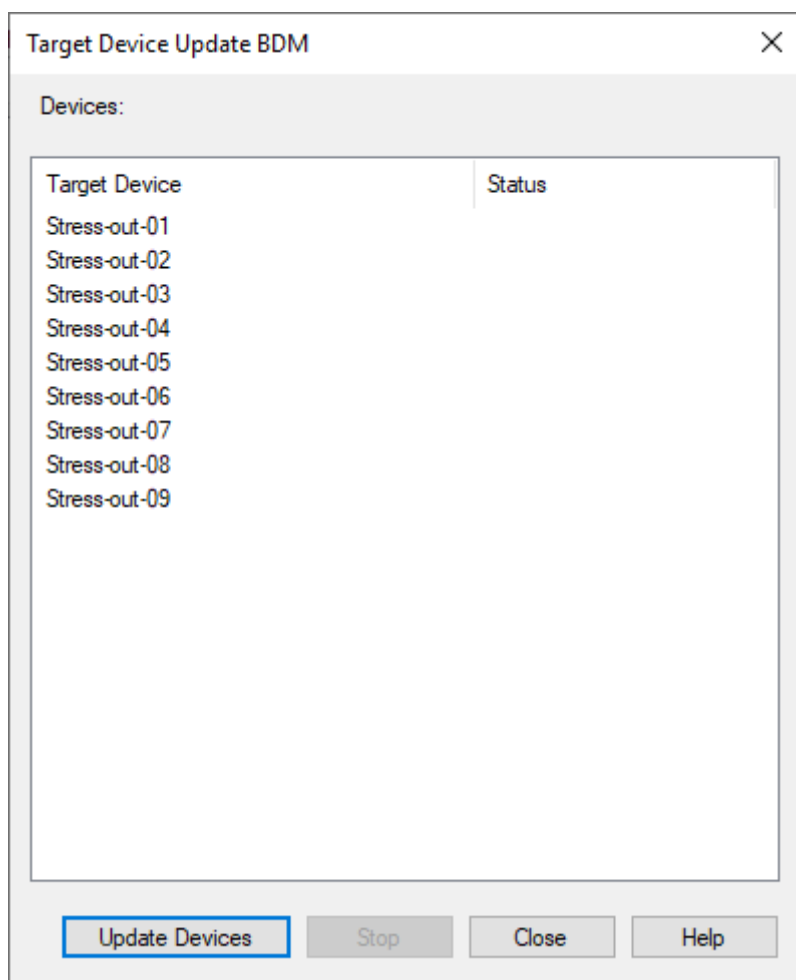 Target Device Update BDM
Devices:
Target Device Status
Stress-out-01
Stress-out-02
Stress-out-03
Stress-out-04
Stress-out-05
Stress-out-06
Stress-out-07
Stress-out-08
Stress-out-09
Update Devices Stop Close Help